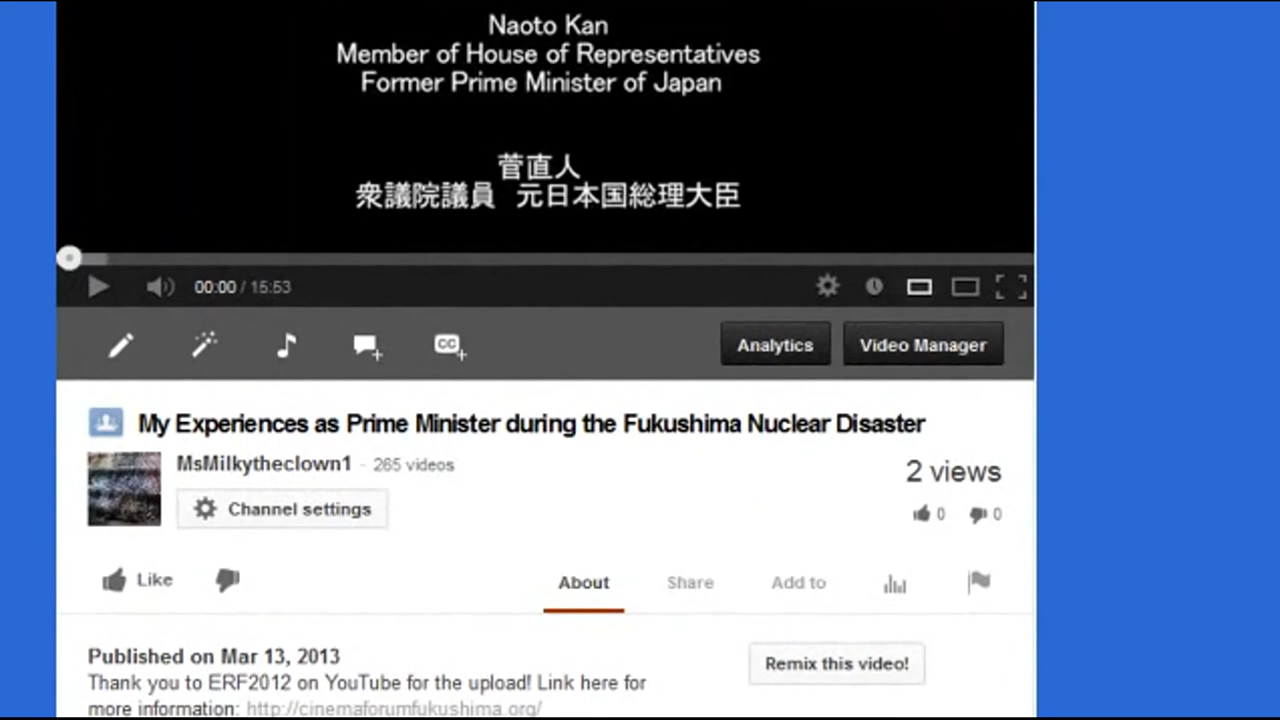 Naoto Kan
Member of House of Representatives
Former Prime Minister of Japan
菅直人
衆議院議員 元日本国総理大臣
00:00 / 15:53
CC
Analytics
Video Manager
My Experiences as Prime Minister during the Fukushima Nuclear Disaster
MsMilkytheclown1 - 265 videos
2 views
Channel settings
0 0
Like
About
Share
Add to
Published on Mar 13, 2013
Remix this video!
Thank you to ERF2012 on YouTube for the upload! Link here for
more information: http://cinemaforumfukushima.org/